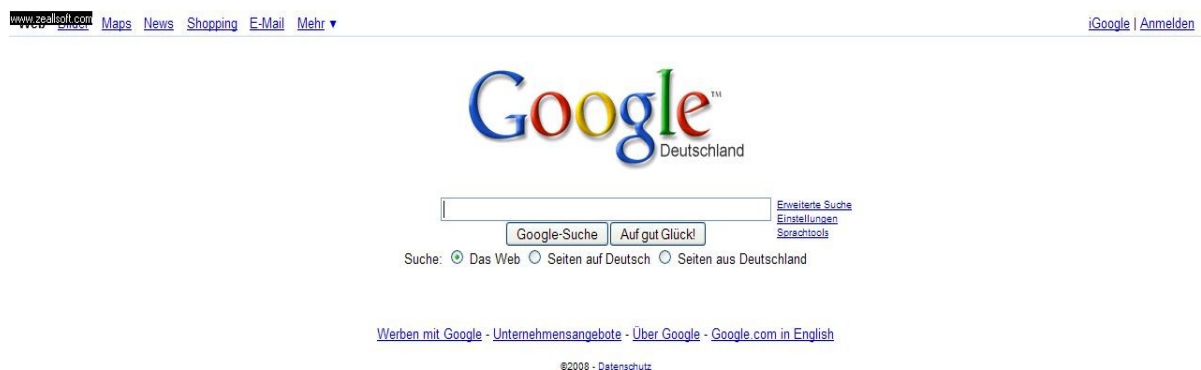 www.zeallsoft.com
Web Bilder Maps News Shopping E-Mail Mehr ▼ iGoogle | Anmelden
Google™
Deutschland
Erweiterte Suche
Einstellungen
Google-Suche Auf gut Glück! Sprachtools
Suche: Das Web Seiten auf Deutsch Seiten aus Deutschland
Werben mit Google - Unternehmensangebote - Über Google - Google.com in English
©2008 - Datenschutz